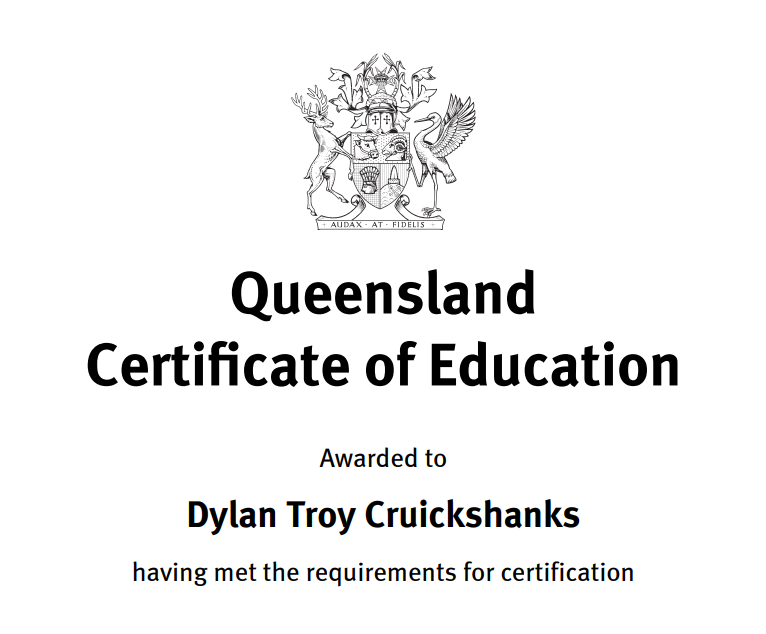 · AUDAX · AT · FIDELIS ·
Queensland
Certificate of Education
Awarded to
Dylan Troy Cruickshanks
having met the requirements for certification